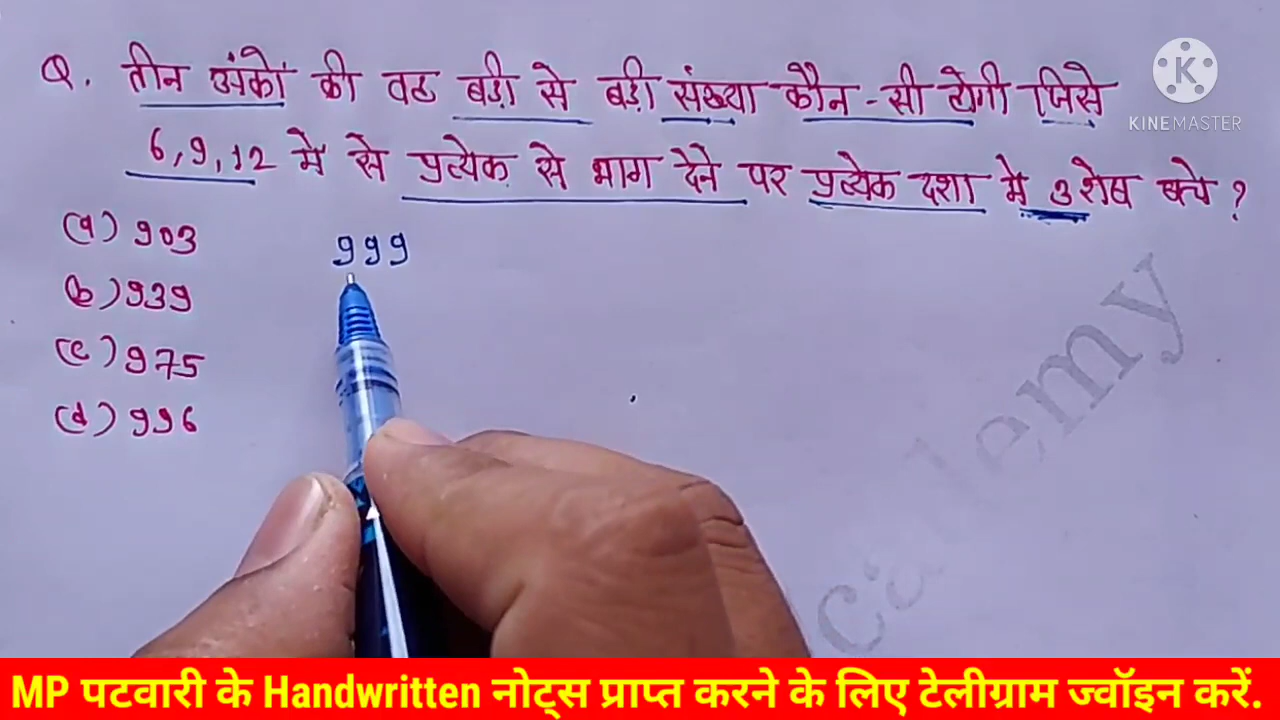 Q. तीन अंको की वह बड़ी से बड़ी संख्या कौन-सी होगी जिसे
6, 9, 12 में से प्रत्येक से भाग देने पर प्रत्येक दशा में 3 शेष बचे?
(a) 903
(b) 939
(c) 975
(d) 996
999
K
KINEMASTER
cademy
MP पटवारी के Handwritten नोट्स प्राप्त करने के लिए टेलीग्राम ज्वॉइन करें.